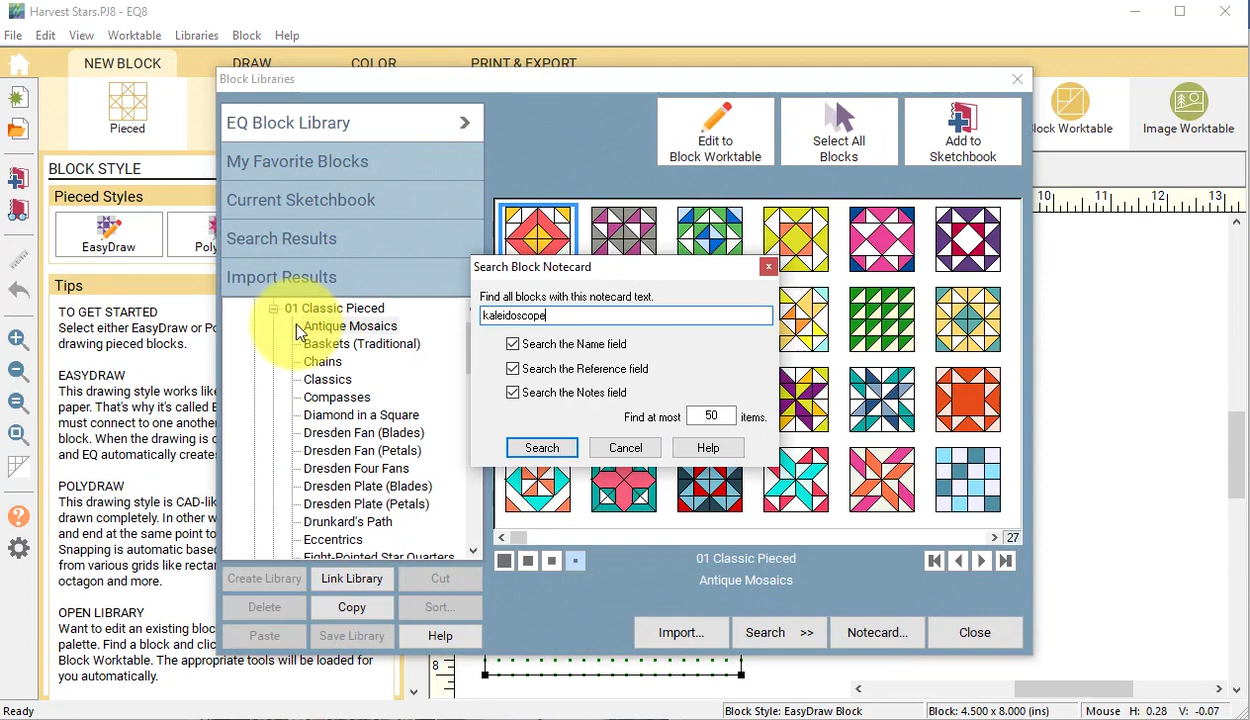 Harvest Stars.PJ8 - EQ8
File Edit View Worktable Libraries Block Help
NEW BLOCK DRAW COLOR PRINT & EXPORT
Block Libraries
Pieced
EQ Block Library
My Favorite Blocks
Current Sketchbook
Search Results
Import Results
Edit to
Block Worktable
Select All
Blocks
Add to
Sketchbook
lock Worktable
Image Worktable
10 11 12 13
BLOCK STYLE
Pieced Styles
EasyDraw
Poly
Tips
TO GET STARTED
Select either EasyDraw or Po
drawing pieced blocks.
EASYDRAW
This drawing style works like
paper. That's why it's called E
must connect to one another
block. When the drawing is c
and EQ automatically creates
POLYDRAW
This drawing style is CAD-lik
drawn completely. In other w
and end at the same point to
Snapping is automatic based
from various grids like rectan
octagon and more.
OPEN LIBRARY
Want to edit an existing bloc
palette. Find a block and clic
Block Worktable. The appropriate tools will be loaded for
you automatically.
01 Classic Pieced
Antique Mosaics
Baskets (Traditional)
Chains
Classics
Compasses
Diamond in a Square
Dresden Fan (Blades)
Dresden Fan (Petals)
Dresden Four Fans
Dresden Plate (Blades)
Dresden Plate (Petals)
Drunkard's Path
Eccentrics
Eight-Pointed Star Quarters
Create Library Link Library Cut
Delete Copy Sort...
Paste Save Library Help
Search Block Notecard
Find all blocks with this notecard text.
kaleidoscope
Search the Name field
Search the Reference field
Search the Notes field
Find at most 50 items.
Search Cancel Help
27
01 Classic Pieced
Antique Mosaics
Import... Search >> Notecard... Close
8
Ready
Block Style: EasyDraw Block
Block: 4.500 x 8.000 (ins)
Mouse H: 0.28 V: -0.07